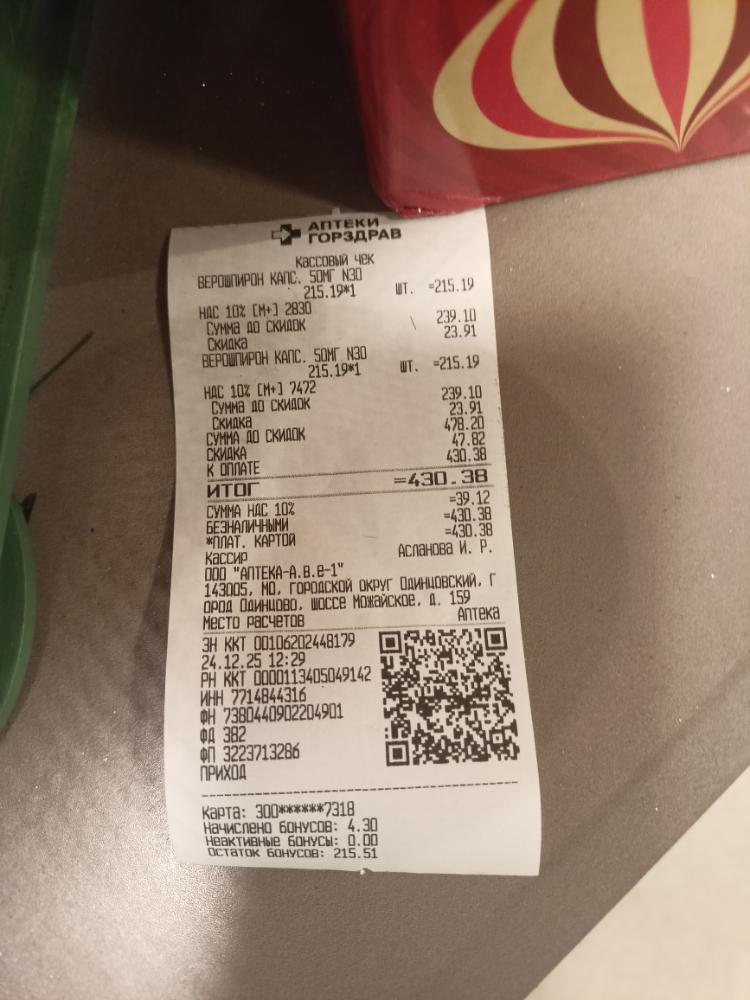 АПТЕКИ
ГОРЗДРАВ
Кассовый чек
ВЕРОШПИРОН КАПС. 50МГ N30
215.19*1 ШТ. =215.19
НДС 10% [М+] 2830
Сумма до скидок 239.10
Скидка 23.91
ВЕРОШПИРОН КАПС. 50МГ N30
215.19*1 ШТ. =215.19
НДС 10% [М+] 7472
Сумма до скидок 239.10
Скидка 23.91
СУММА ДО СКИДОК 478.20
СКИДКА 47.82
К ОПЛАТЕ 430.38
ИТОГ =430.38
СУММА НДС 10% =39.12
БЕЗНАЛИЧНЫМИ =430.38
*ПЛАТ. КАРТОЙ =430.38
Кассир Асланова И. Р.
ООО "АПТЕКА-А.В.Е-1"
143005, МО, ГОРОДСКОЙ ОКРУГ ОДИНЦОВСКИЙ, Г
ОРОД ОДИНЦОВО, ШОССЕ МОЖАЙСКОЕ, Д. 159
Место расчетов Аптека
ЗН ККТ 00106202448179
24.12.25 12:29
РН ККТ 0000113405049142
ИНН 7714844316
ФН 7380440902204901
ФД 382
ФП 3223713286
ПРИХОД
Карта: 300******7318
Начислено бонусов: 4.30
Неактивные бонусы: 0.00
Остаток бонусов: 215.51